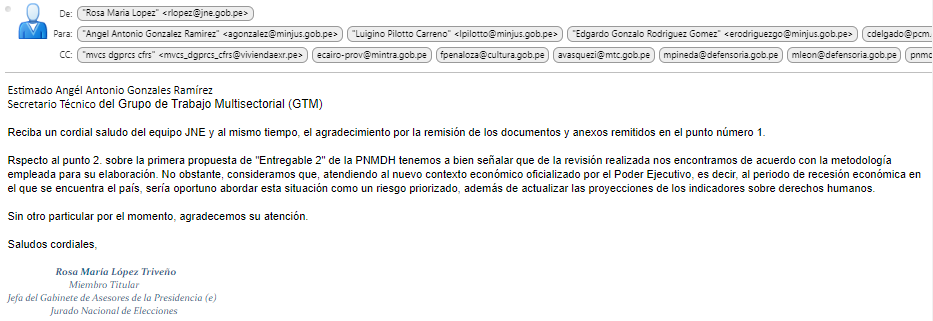 De: "Rosa Maria Lopez" <rlopez@jne.gob.pe>
Para: "Angel Antonio Gonzalez Ramirez" <agonzalez@minjus.gob.pe> "Luigino Pilotto Carreno" <lpilotto@minjus.gob.pe> "Edgardo Gonzalo Rodriguez Gomez" <erodriguezgo@minjus.gob.pe> cdelgado@pcm.
CC: "mvcs dgprcs cfrs" <mvcs_dgprcs_cfrs@viviendaexr.pe> ecairo-prov@mintra.gob.pe fpenaloza@cultura.gob.pe avasquezi@mtc.gob.pe mpineda@defensoria.gob.pe mleon@defensoria.gob.pe pnmc
Estimado Angél Antonio Gonzales Ramírez
Secretario Técnico del Grupo de Trabajo Multisectorial (GTM)
Reciba un cordial saludo del equipo JNE y al mismo tiempo, el agradecimiento por la remisión de los documentos y anexos remitidos en el punto número 1.
Rspecto al punto 2. sobre la primera propuesta de "Entregable 2" de la PNMDH tenemos a bien señalar que de la revisión realizada nos encontramos de acuerdo con la metodología
empleada para su elaboración. No obstante, consideramos que, atendiendo al nuevo contexto económico oficializado por el Poder Ejecutivo, es decir, al periodo de recesión económica en
el que se encuentra el país, sería oportuno abordar esta situación como un riesgo priorizado, además de actualizar las proyecciones de los indicadores sobre derechos humanos.
Sin otro particular por el momento, agradecemos su atención.
Saludos cordiales,
Rosa María López Triveño
Miembro Titular
Jefa del Gabinete de Asesores de la Presidencia (e)
Jurado Nacional de Elecciones